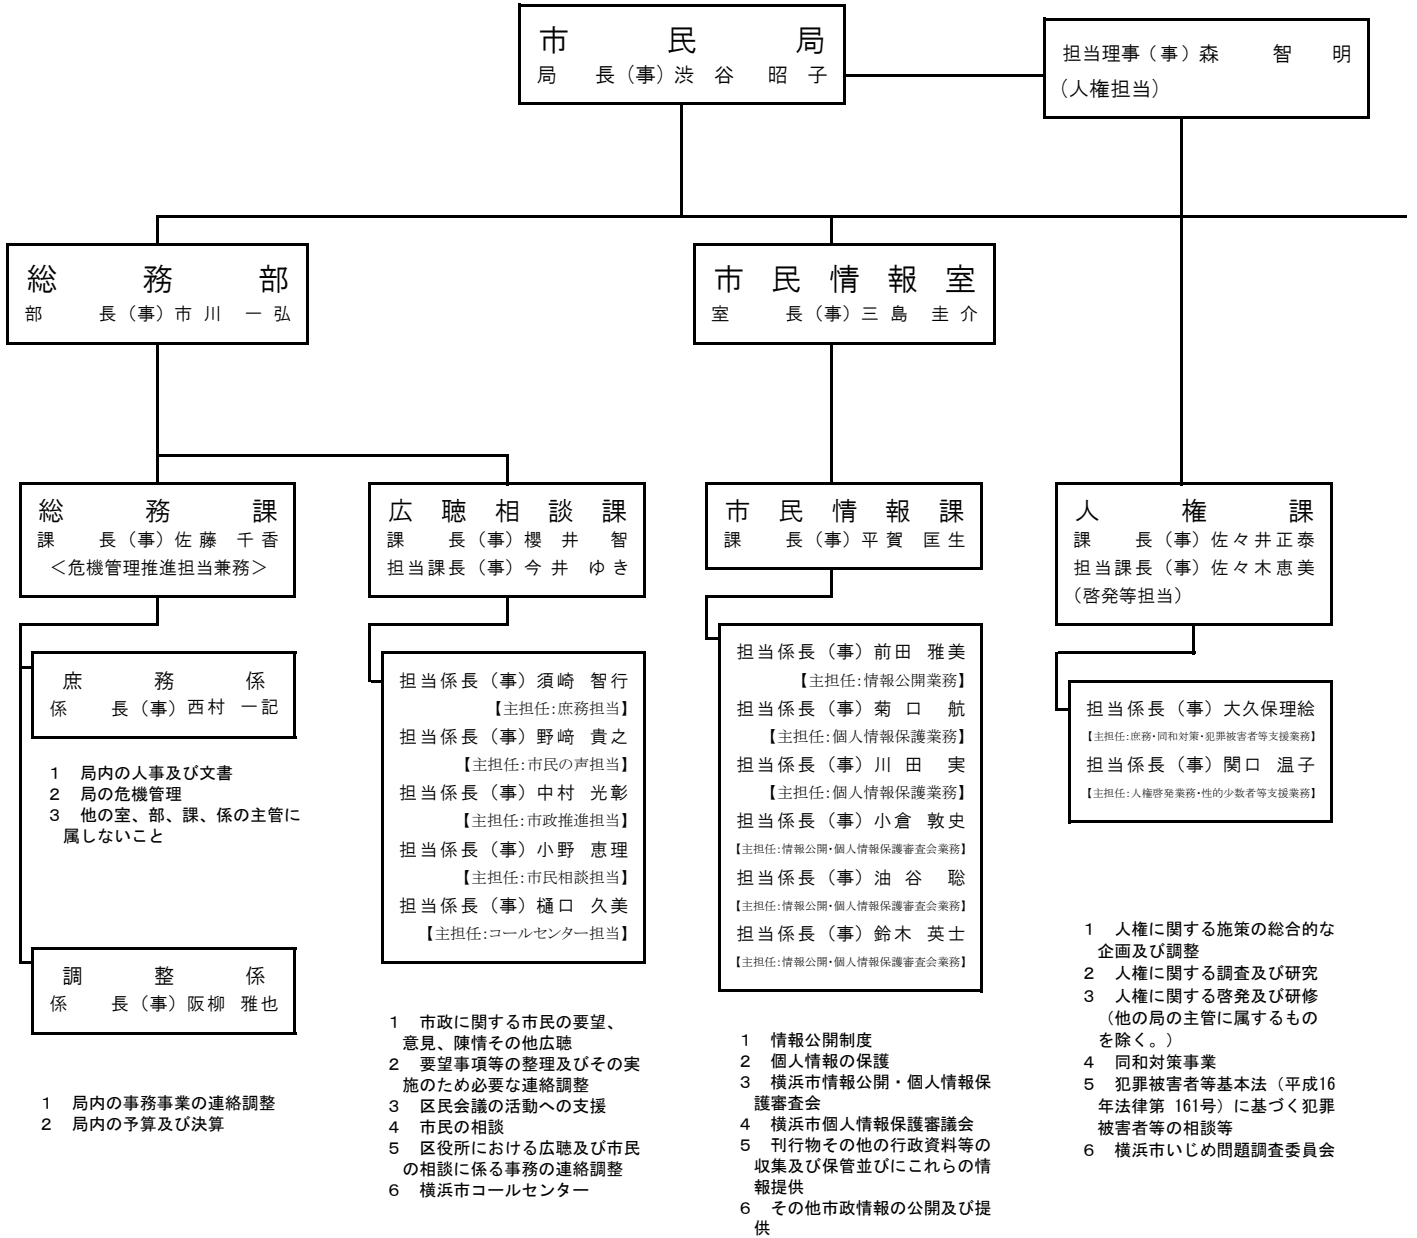 市民局
局長（事）渋谷 昭子
担当理事（事）森 智明
（人権担当）
総務部
部長（事）市川 一弘
市民情報室
室長（事）三島 圭介
総務課
課長（事）佐藤 千香
＜危機管理推進担当兼務＞
庶務係
係長（事）西村 一記
1 局内の人事及び文書
2 局の危機管理
3 他の室、部、課、係の主管に
属しないこと
調整係
係長（事）阪柳 雅也
1 局内の事務事業の連絡調整
2 局内の予算及び決算
広聴相談課
課長（事）櫻井 智
担当課長（事）今井 ゆき
担当係長（事）須崎 智行
【主担任:庶務担当】
担当係長（事）野﨑 貴之
【主担任:市民の声担当】
担当係長（事）中村 光彰
【主担任:市政推進担当】
担当係長（事）小野 恵理
【主担任:市民相談担当】
担当係長（事）樋口 久美
【主担任:コールセンター担当】
1 市政に関する市民の要望、
意見、陳情その他広聴
2 要望事項等の整理及びその実
施のため必要な連絡調整
3 区民会議の活動への支援
4 市民の相談
5 区役所における広聴及び市民
の相談に係る事務の連絡調整
6 横浜市コールセンター
市民情報課
課長（事）平賀 匡生
担当係長（事）前田 雅美
【主担任:情報公開業務】
担当係長（事）菊口 航
【主担任:個人情報保護業務】
担当係長（事）川田 実
【主担任:個人情報保護業務】
担当係長（事）小倉 敦史
【主担任:情報公開・個人情報保護審査会業務】
担当係長（事）油谷 聡
【主担任:情報公開・個人情報保護審査会業務】
担当係長（事）鈴木 英士
【主担任:情報公開・個人情報保護審査会業務】
1 情報公開制度
2 個人情報の保護
3 横浜市情報公開・個人情報保
護審査会
4 横浜市個人情報保護審議会
5 刊行物その他の行政資料等の
収集及び保管並びにこれらの情
報提供
6 その他市政情報の公開及び提
供
人権課
課長（事）佐々井正泰
担当課長（事）佐々木恵美
（啓発等担当）
担当係長（事）大久保理絵
【主担任:庶務・同和対策・犯罪被害者等支援業務】
担当係長（事）関口 温子
【主担任:人権啓発業務・性的少数者等支援業務】
1 人権に関する施策の総合的な
企画及び調整
2 人権に関する調査及び研究
3 人権に関する啓発及び研修
（他の局の主管に属するもの
を除く。）
4 同和対策事業
5 犯罪被害者等基本法（平成16
年法律第 161号）に基づく犯罪
被害者等の相談等
6 横浜市いじめ問題調査委員会